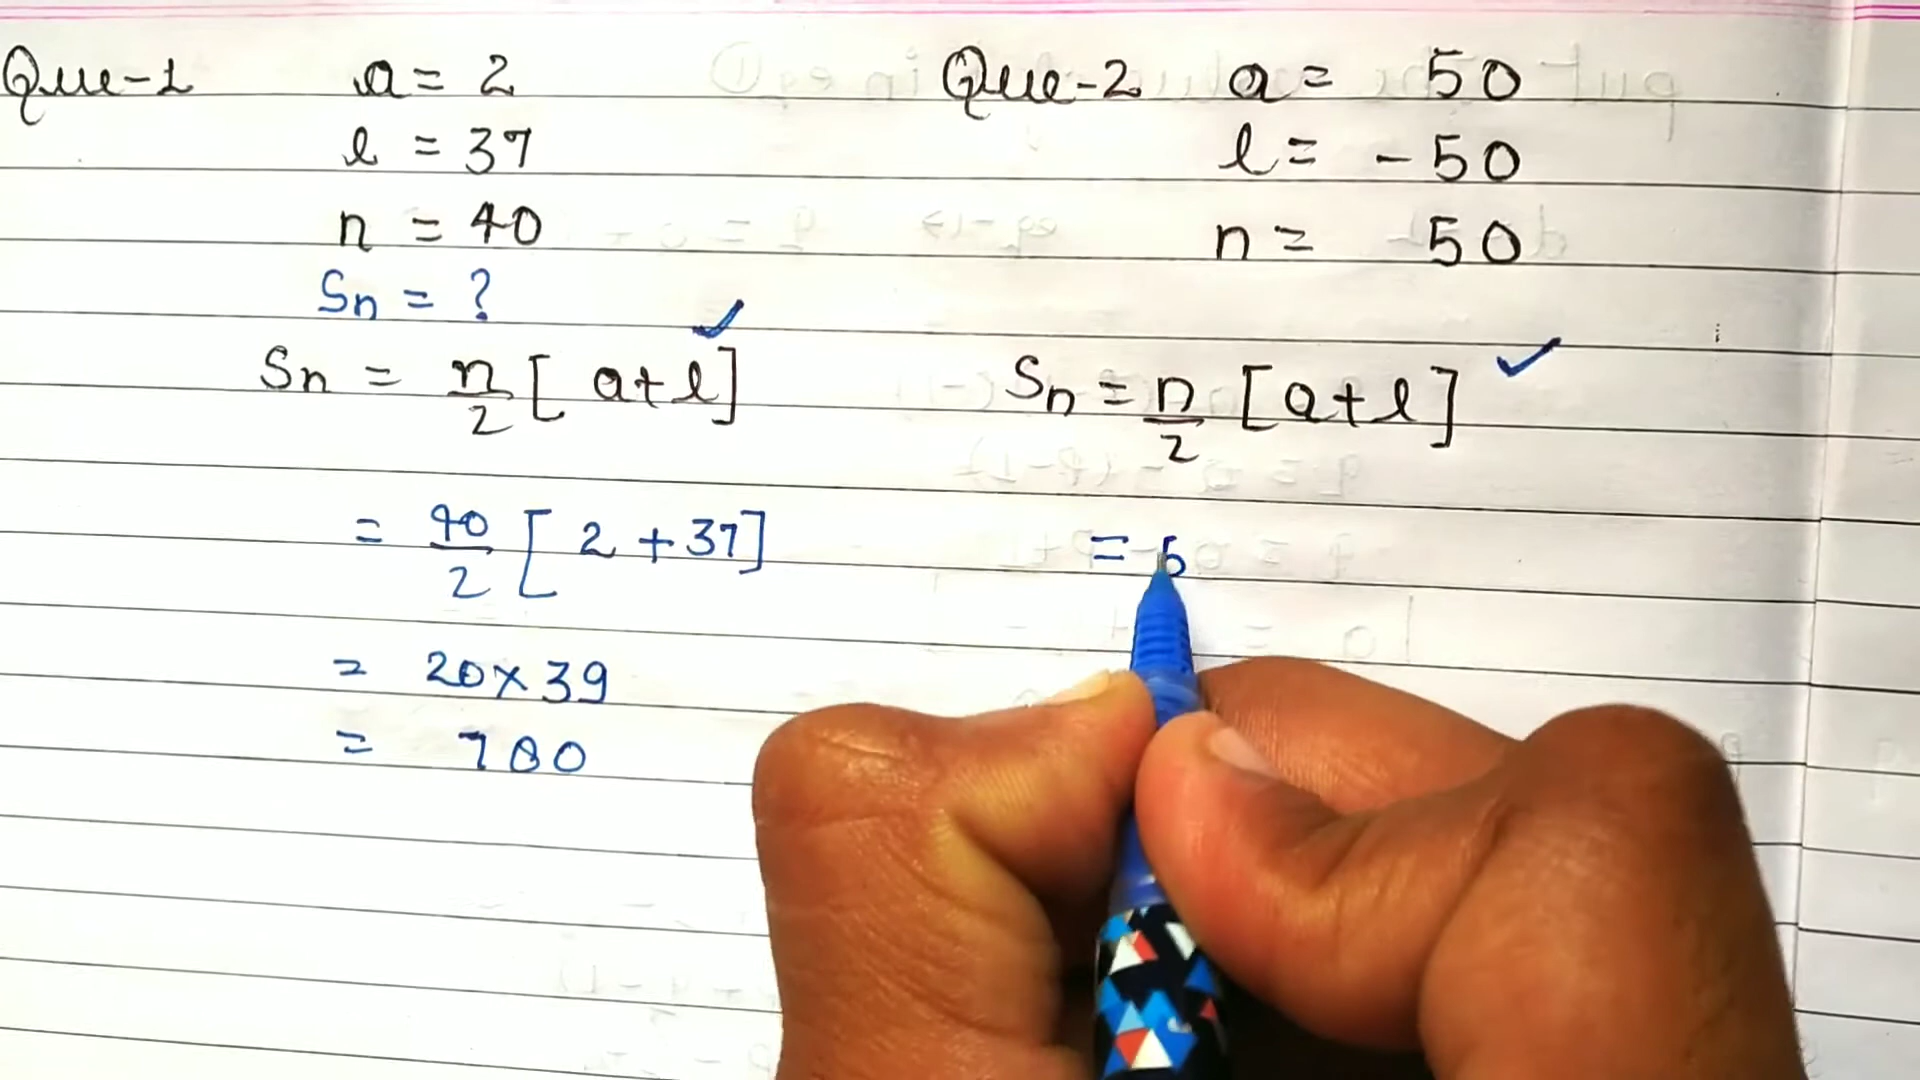 Que-1
a = 2
l = 37
n = 40
Sn = ?
Sn = n/2 [a+l]
= 40/2 [2 + 37]
= 20 × 39
= 780
Que-2
a = 50
l = -50
n = 50
Sn = n/2 [a+l]
= 5